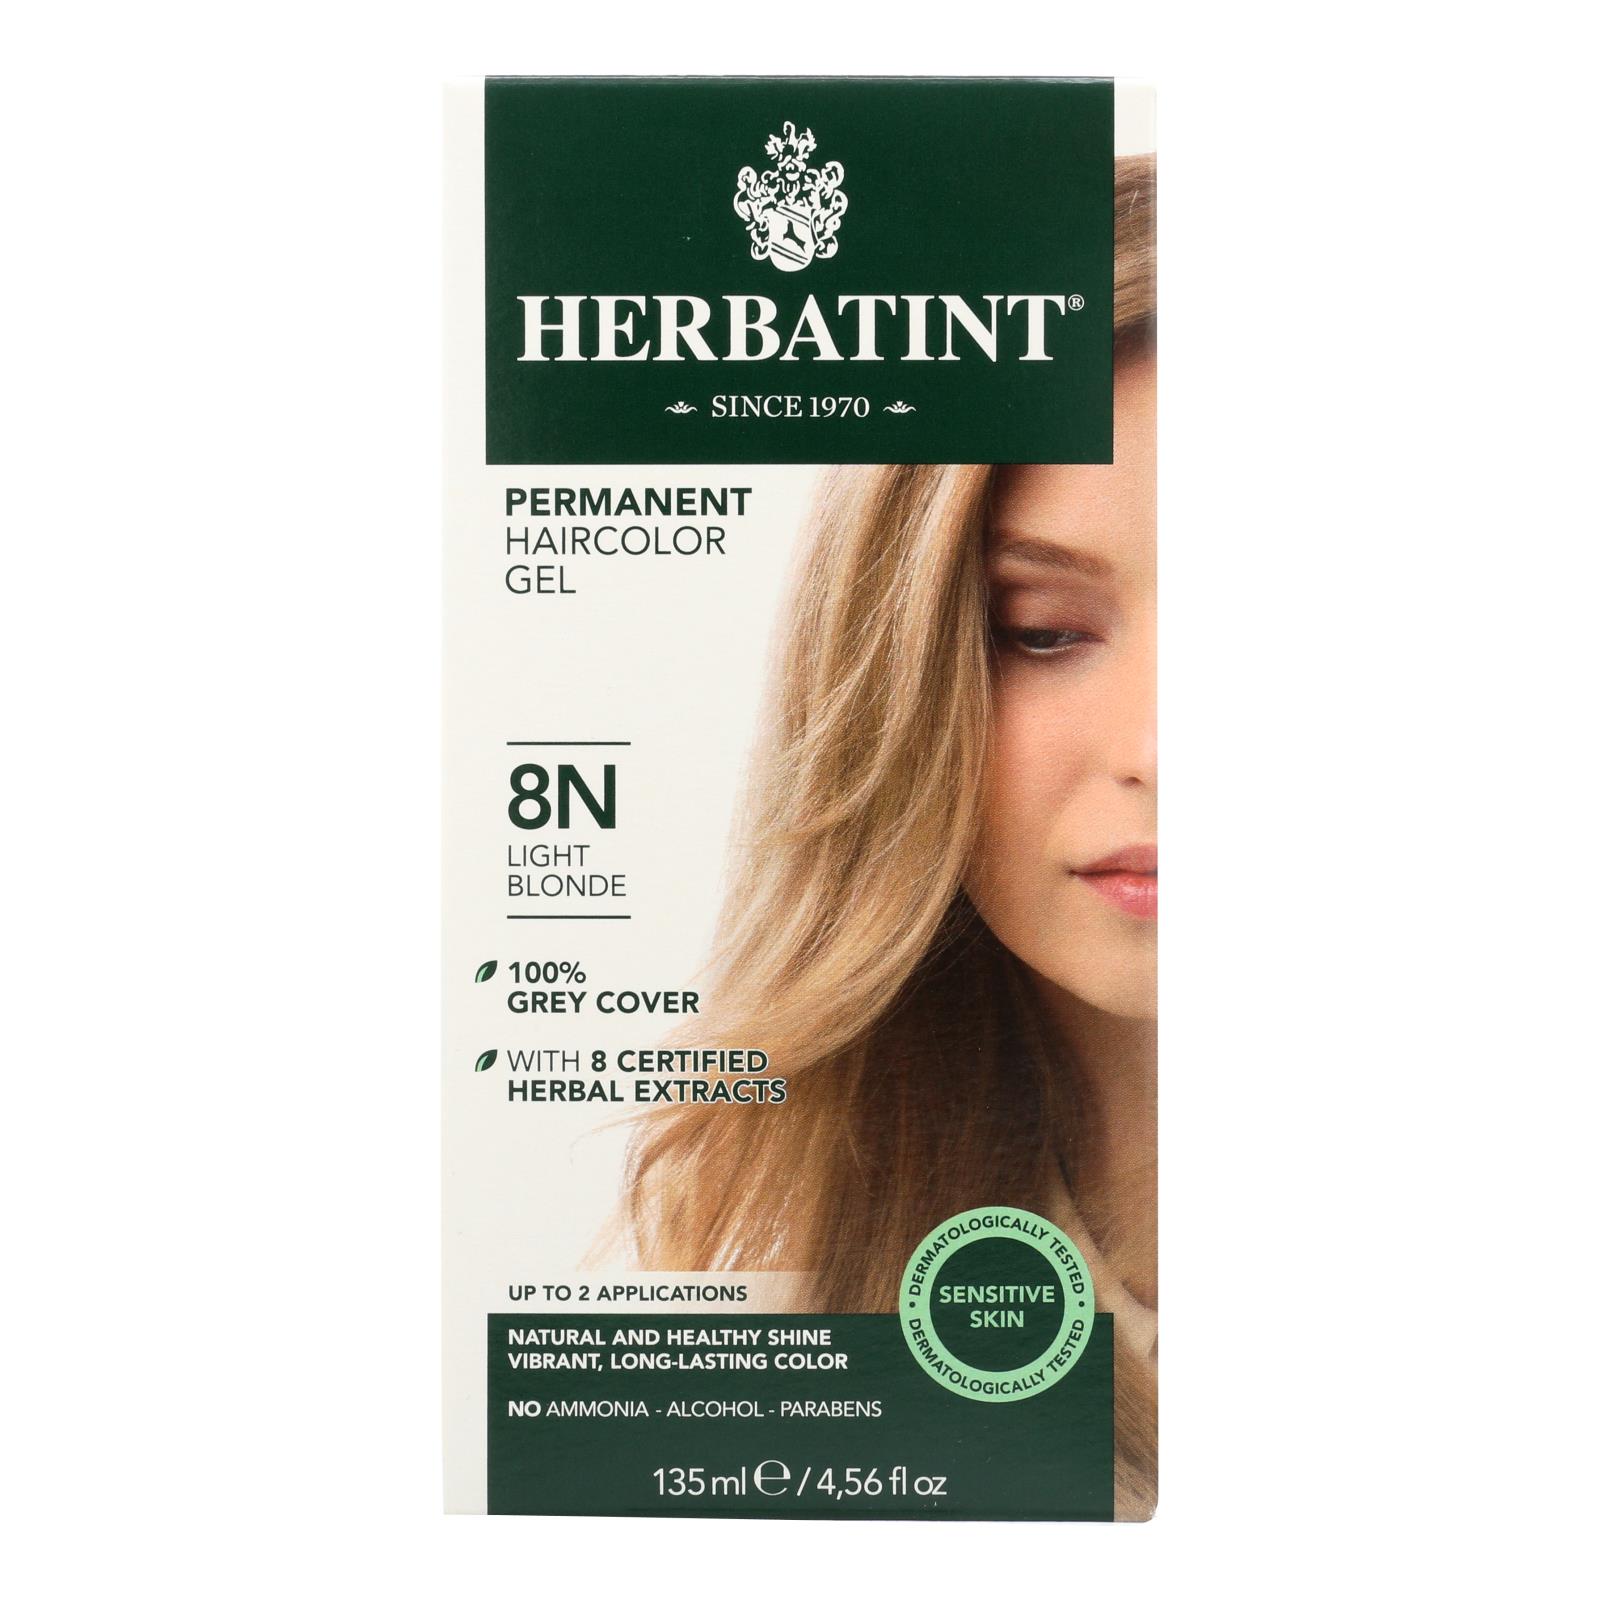 HERBATINT®
SINCE 1970
PERMANENT
HAIRCOLOR
GEL
8N
LIGHT
BLONDE
100%
GREY COVER
WITH 8 CERTIFIED
HERBAL EXTRACTS
UP TO 2 APPLICATIONS
NATURAL AND HEALTHY SHINE
VIBRANT, LONG-LASTING COLOR
NO AMMONIA - ALCOHOL - PARABENS
• DERMATOLOGICALLY TESTED •
SENSITIVE
SKIN
DERMATOLOGICALLY TESTED
135 ml ℮ / 4,56 fl oz